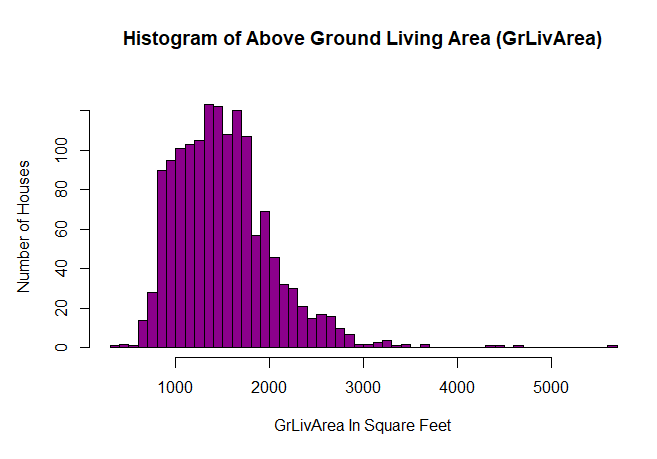 Histogram of Above Ground Living Area (GrLivArea)
Number of Houses
100
80
60
40
20
0
1000 2000 3000 4000 5000
GrLivArea In Square Feet